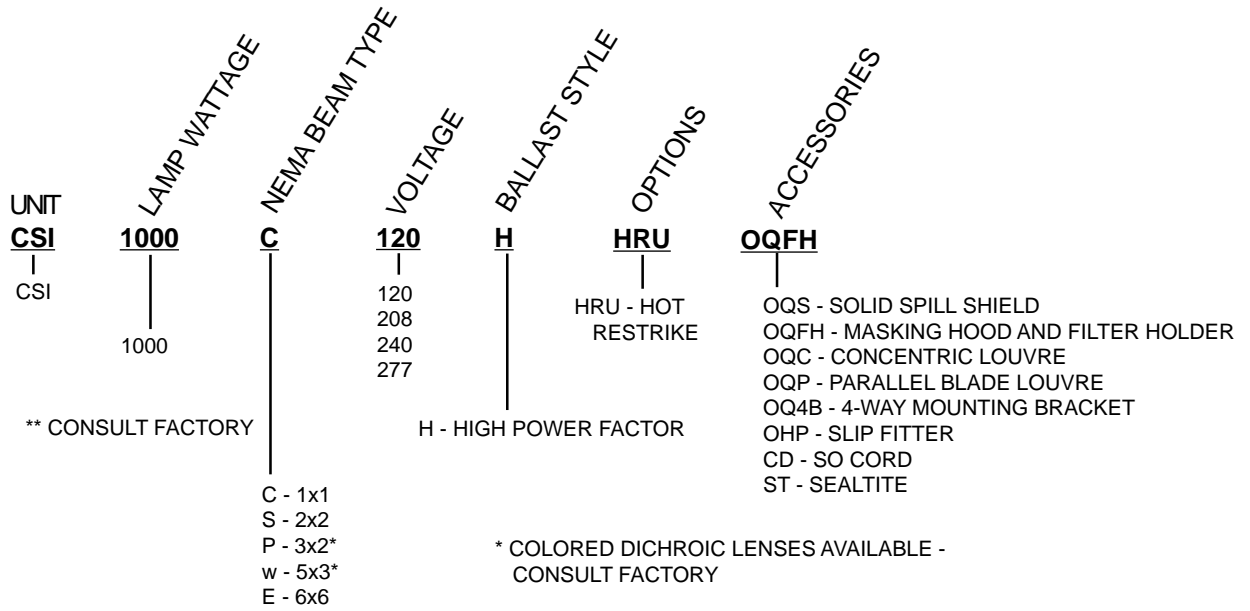 LAMP WATTAGE
NEMA BEAM TYPE
VOLTAGE
BALLAST STYLE
OPTIONS
ACCESSORIES
UNIT
CSI 1000 C 120 H HRU OQFH
CSI
1000
120
208
240
277
HRU - HOT
RESTRIKE
OQS - SOLID SPILL SHIELD
OQFH - MASKING HOOD AND FILTER HOLDER
OQC - CONCENTRIC LOUVRE
OQP - PARALLEL BLADE LOUVRE
OQ4B - 4-WAY MOUNTING BRACKET
OHP - SLIP FITTER
CD - SO CORD
ST - SEALTITE
** CONSULT FACTORY
H - HIGH POWER FACTOR
C - 1x1
S - 2x2
P - 3x2*
w - 5x3*
E - 6x6
* COLORED DICHROIC LENSES AVAILABLE -
CONSULT FACTORY